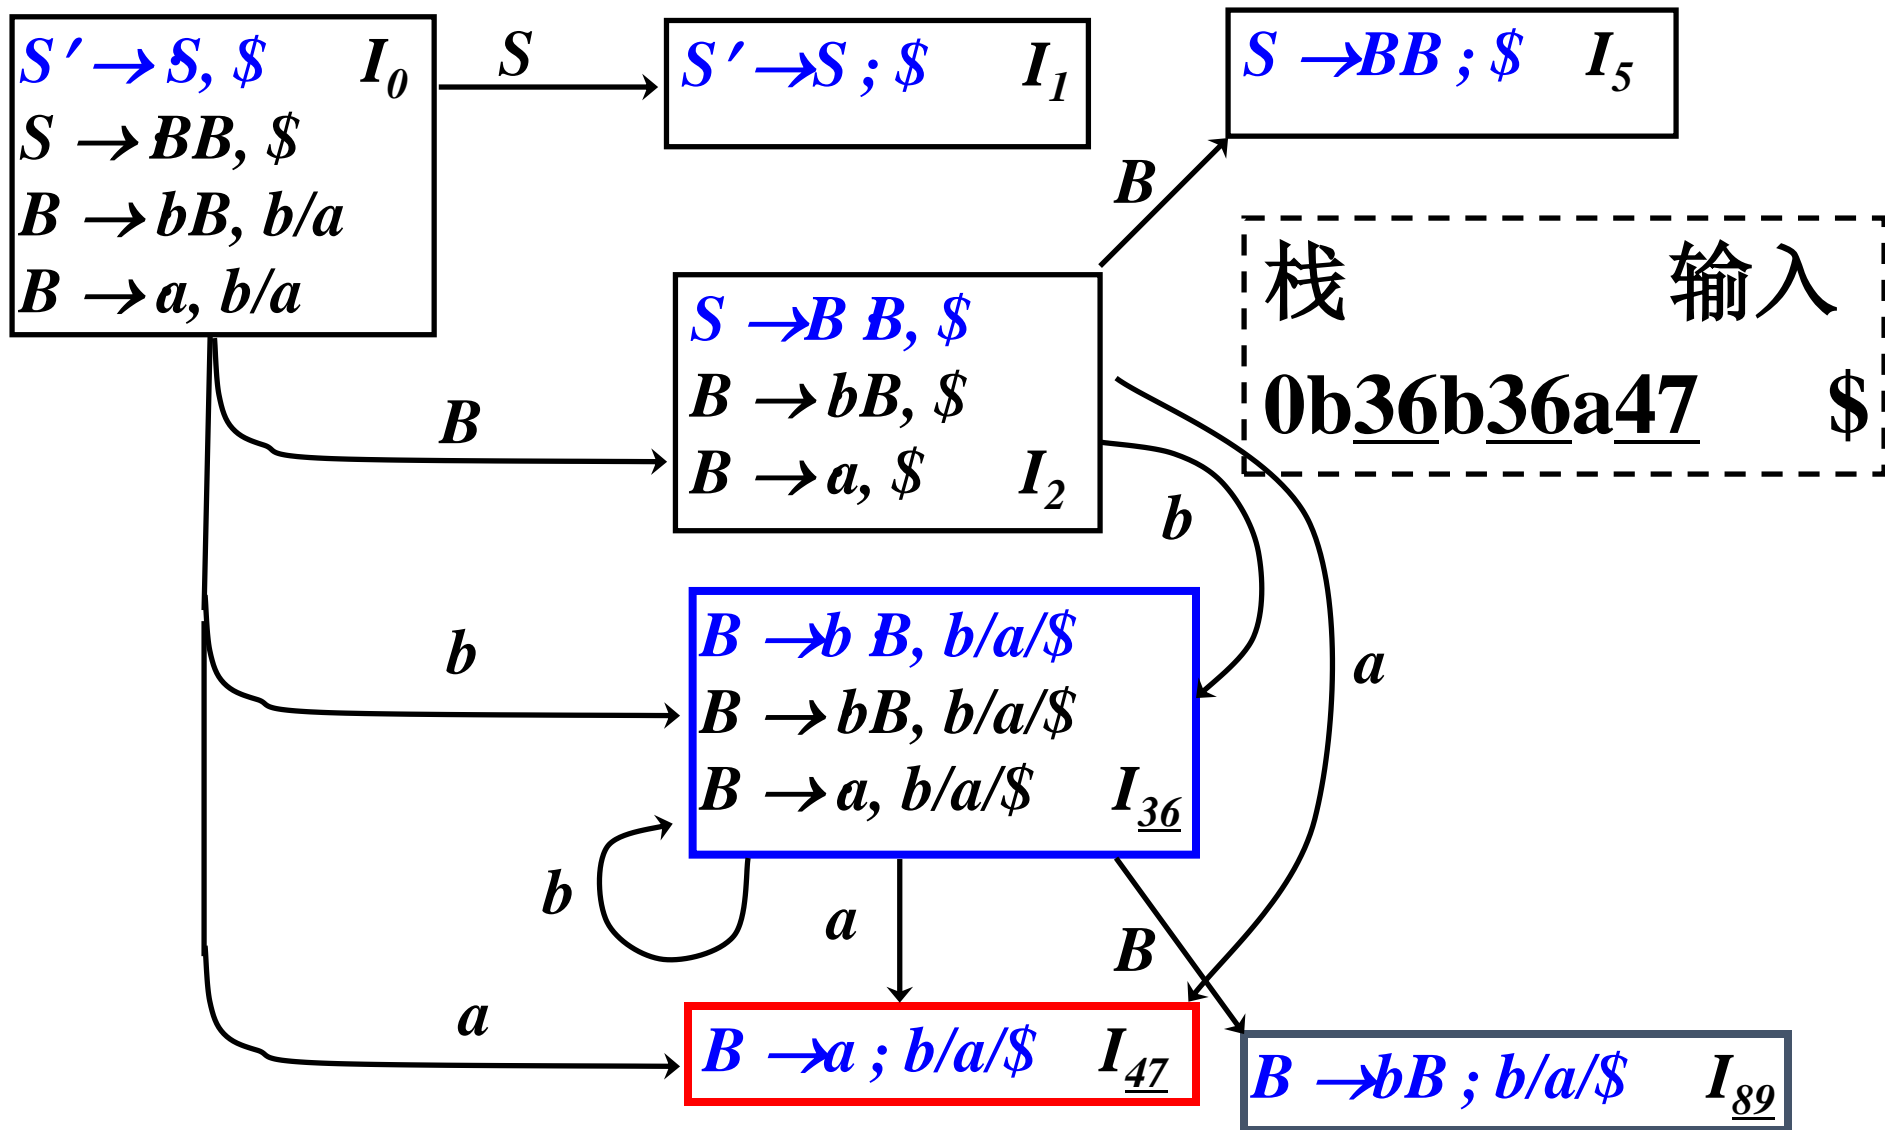 S′ → ·S, $ I0
S → ·BB, $
B → ·bB, b/a
B → ·a, b/a
S
S′ → S·, $ I1
S → BB·, $ I5
B
栈 输入
0b36b36a47 $
S → B·B, $
B → ·bB, $
B → ·a, $ I2
B
b
a
B → b·B, b/a/$
B → ·bB, b/a/$
B → ·a, b/a/$ I36
b
b
a
B
a
B → a·, b/a/$ I47
B → bB·, b/a/$ I89